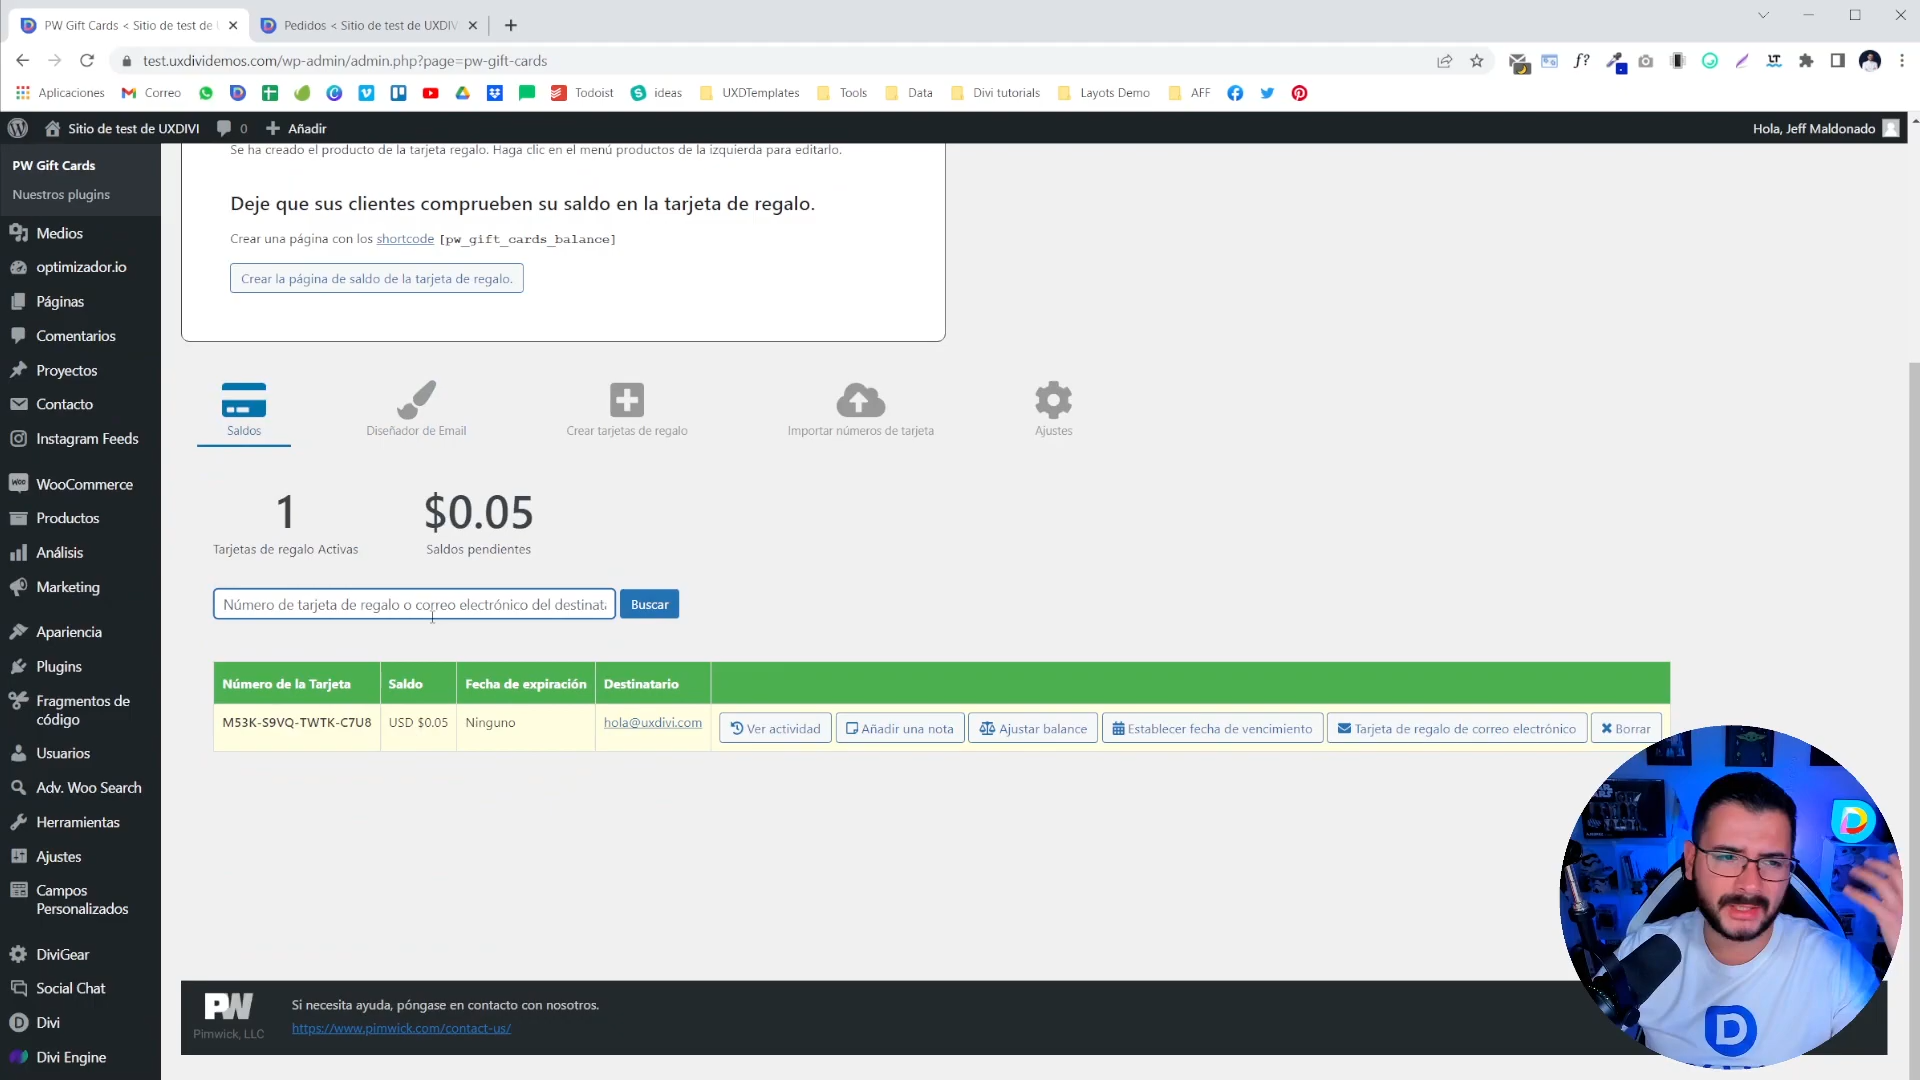 PW Gift Cards < Sitio de test de
Pedidos < Sitio de test de UXDIV
test.uxdividemos.com/wp-admin/admin.php?page=pw-gift-cards
f?
Aplicaciones
Correo
Todoist
ideas
UXDTemplates
Tools
Data
Divi tutorials
Layots Demo
AFF
Sitio de test de UXDIVI
0
Añadir
Hola, Jeff Maldonado
PW Gift Cards
Nuestros plugins
Medios
optimizador.io
Páginas
Comentarios
Proyectos
Contacto
Instagram Feeds
WooCommerce
Productos
Análisis
Marketing
Apariencia
Plugins
Fragmentos de
código
Usuarios
Adv. Woo Search
Herramientas
Ajustes
Campos
Personalizados
DiviGear
Social Chat
Divi
Divi Engine
Se ha creado el producto de la tarjeta regalo. Haga clic en el menú productos de la izquierda para editarlo.
Deje que sus clientes comprueben su saldo en la tarjeta de regalo.
Crear una página con los shortcode [pw_gift_cards_balance]
Crear la página de saldo de la tarjeta de regalo.
Saldos
Diseñador de Email
Crear tarjetas de regalo
Importar números de tarjeta
Ajustes
1
Tarjetas de regalo Activas
$0.05
Saldos pendientes
Número de tarjeta de regalo o correo electrónico del destinat
Buscar
Número de la Tarjeta Saldo Fecha de expiración Destinatario
M53K-S9VQ-TWTK-C7U8 USD $0.05 Ninguno hola@uxdivi.com Ver actividad Añadir una nota Ajustar balance Establecer fecha de vencimiento Tarjeta de regalo de correo electrónico Borrar
PW
Pimwick, LLC
Si necesita ayuda, póngase en contacto con nosotros.
https://www.pimwick.com/contact-us/